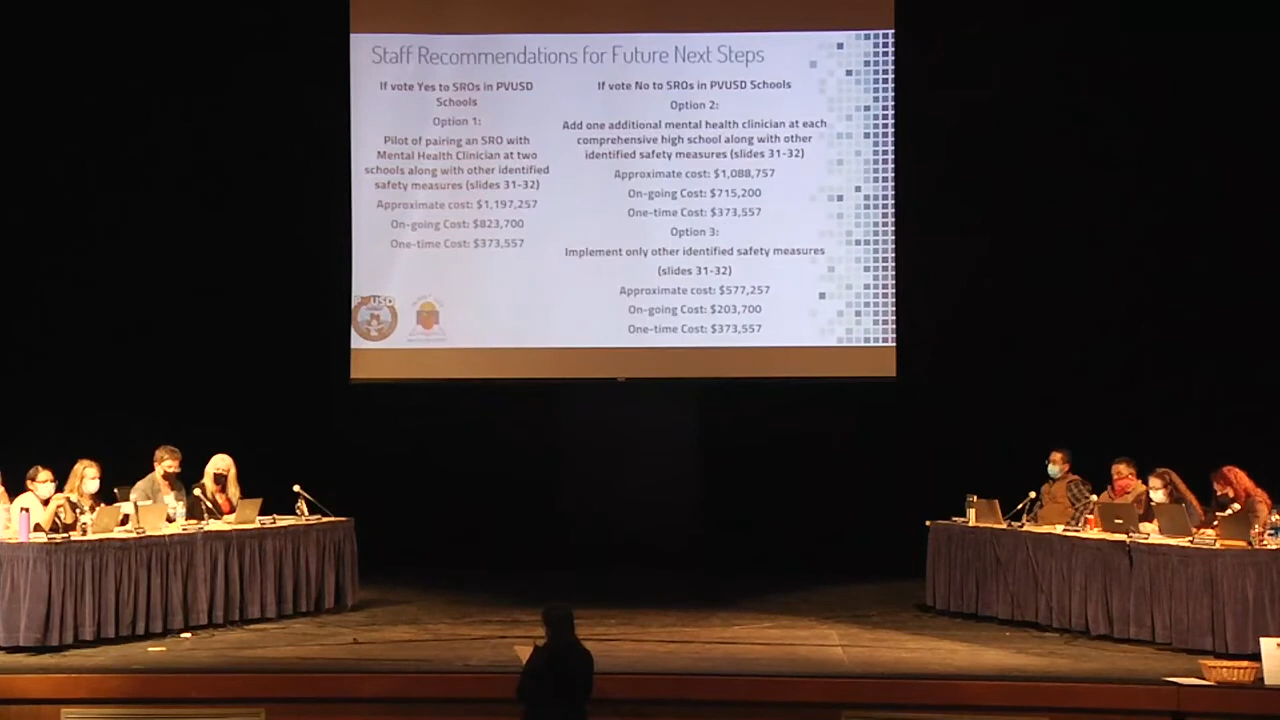 Staff Recommendations for Future Next Steps
If vote Yes to SROs in PVUSD
Schools
Option 1:
Pilot of pairing an SRO with
Mental Health Clinician at two
schools along with other identified
safety measures (slides 31-32)
Approximate cost: $1,197,257
On-going Cost: $823,700
One-time Cost: $373,557
If vote No to SROs in PVUSD Schools
Option 2:
Add one additional mental health clinician at each
comprehensive high school along with other
identified safety measures (slides 31-32)
Approximate cost: $1,088,757
On-going Cost: $715,200
One-time Cost: $373,557
Option 3:
Implement only other identified safety measures
(slides 31-32)
Approximate cost: $577,257
On-going Cost: $203,700
One-time Cost: $373,557